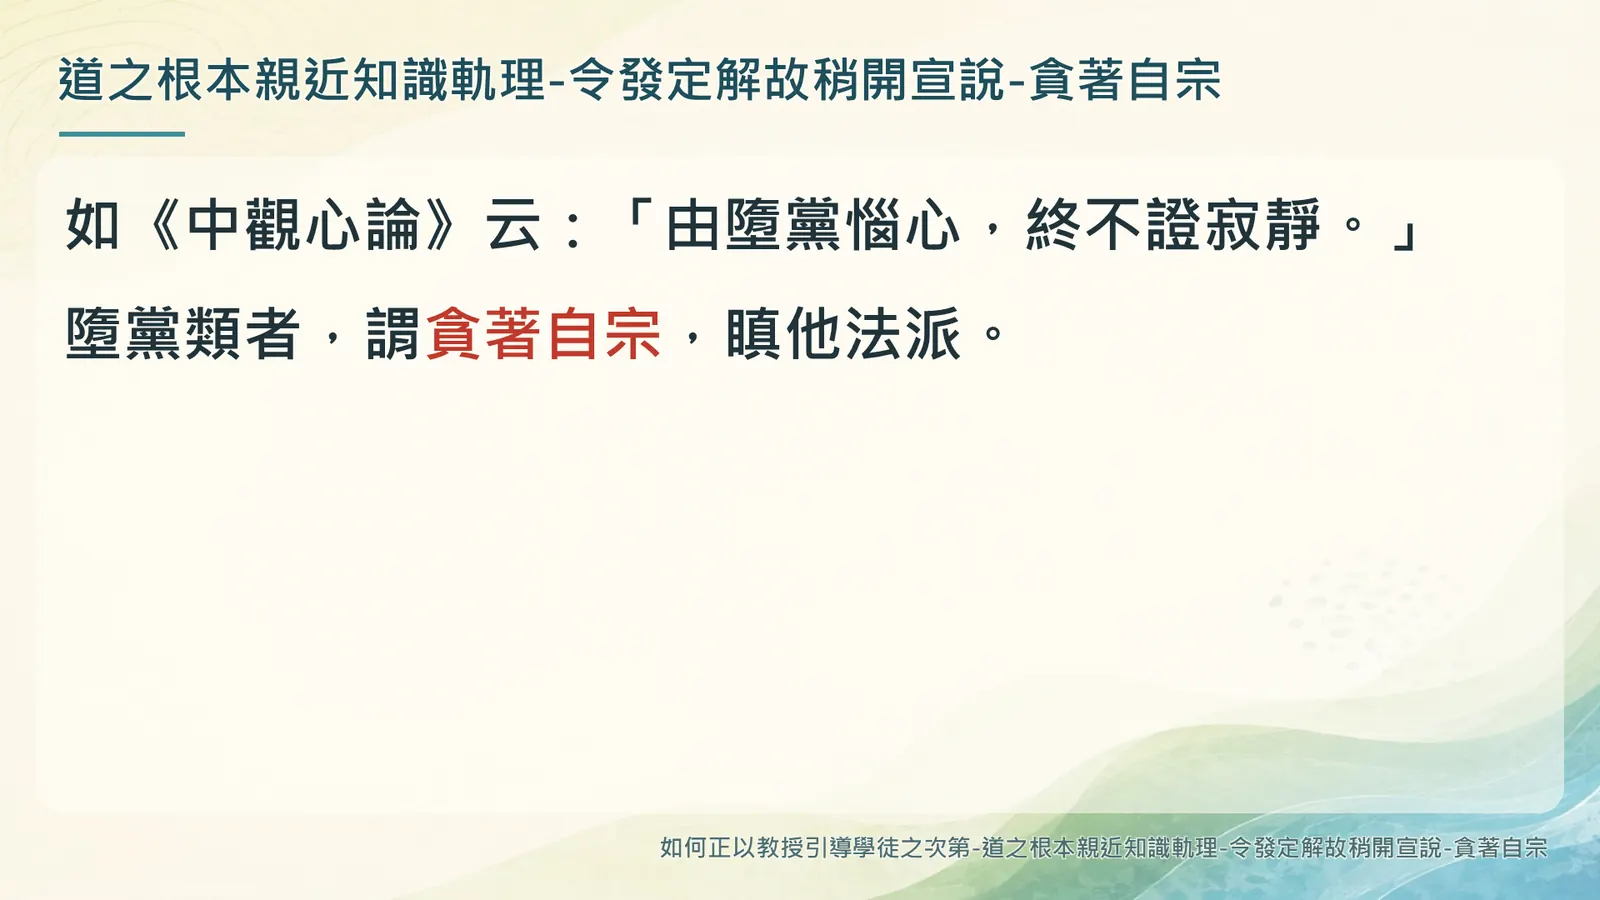 道之根本親近知識軌理-令發定解故稍開宣說-貪著自宗
如《中觀心論》云：「由墮黨惱心，終不證寂靜。」
墮黨類者，謂貪著自宗，瞋他法派。
如何正以教授引導學徒之次第-道之根本親近知識軌理-令發定解故稍開宣說-貪著自宗